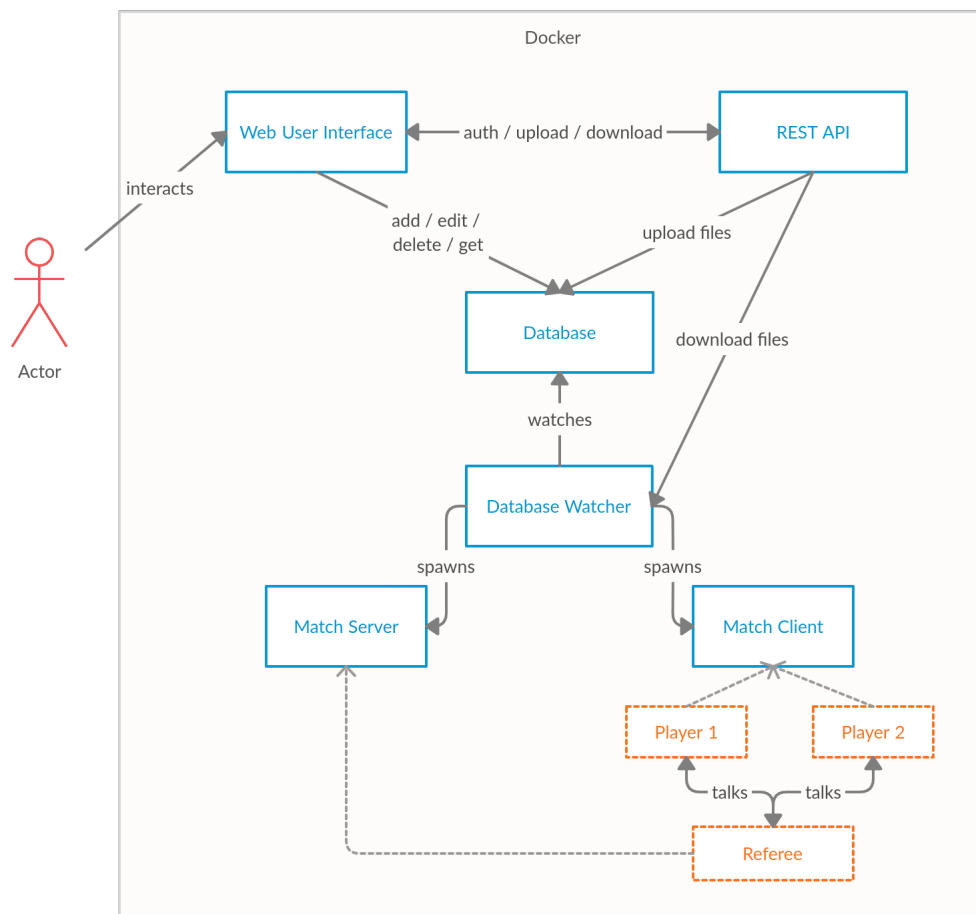 Docker
Web User Interface
auth / upload / download
REST API
interacts
add / edit /
delete / get
upload files
Database
download files
Actor
watches
Database Watcher
spawns
spawns
Match Server
Match Client
Player 1
Player 2
talks
talks
Referee